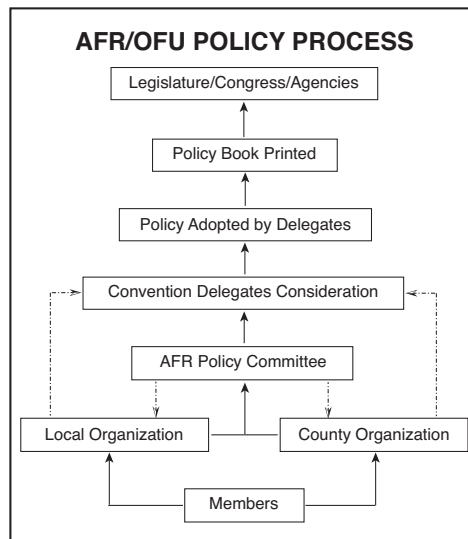 AFR/OFU POLICY PROCESS
Legislature/Congress/Agencies
Policy Book Printed
Policy Adopted by Delegates
Convention Delegates Consideration
AFR Policy Committee
Local Organization
County Organization
Members